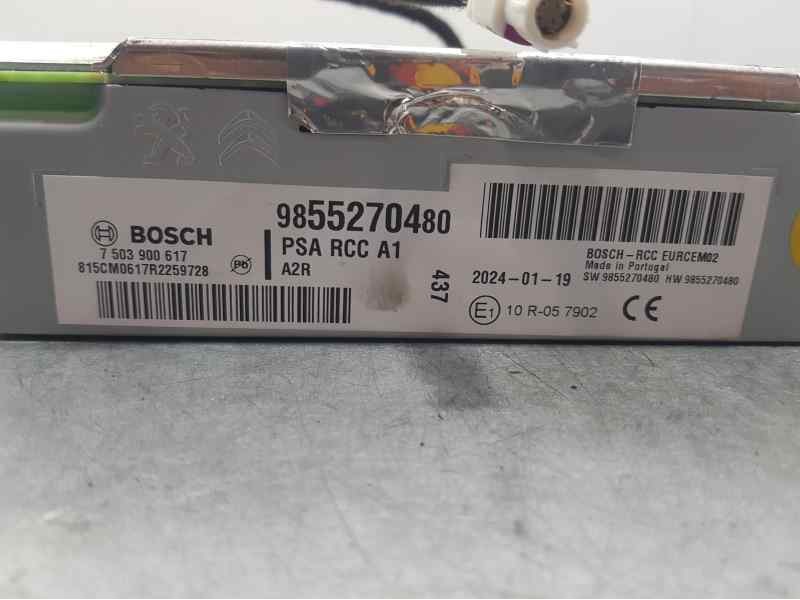 BOSCH
7 503 900 617
815CM0617R2259728
Pb
9855270480
PSA RCC A1
A2R
437
BOSCH-RCC EURCEM02
Made in Portugal
SW 9855270480 HW 9855270480
2024-01-19
E1 10 R-05 7902 CE